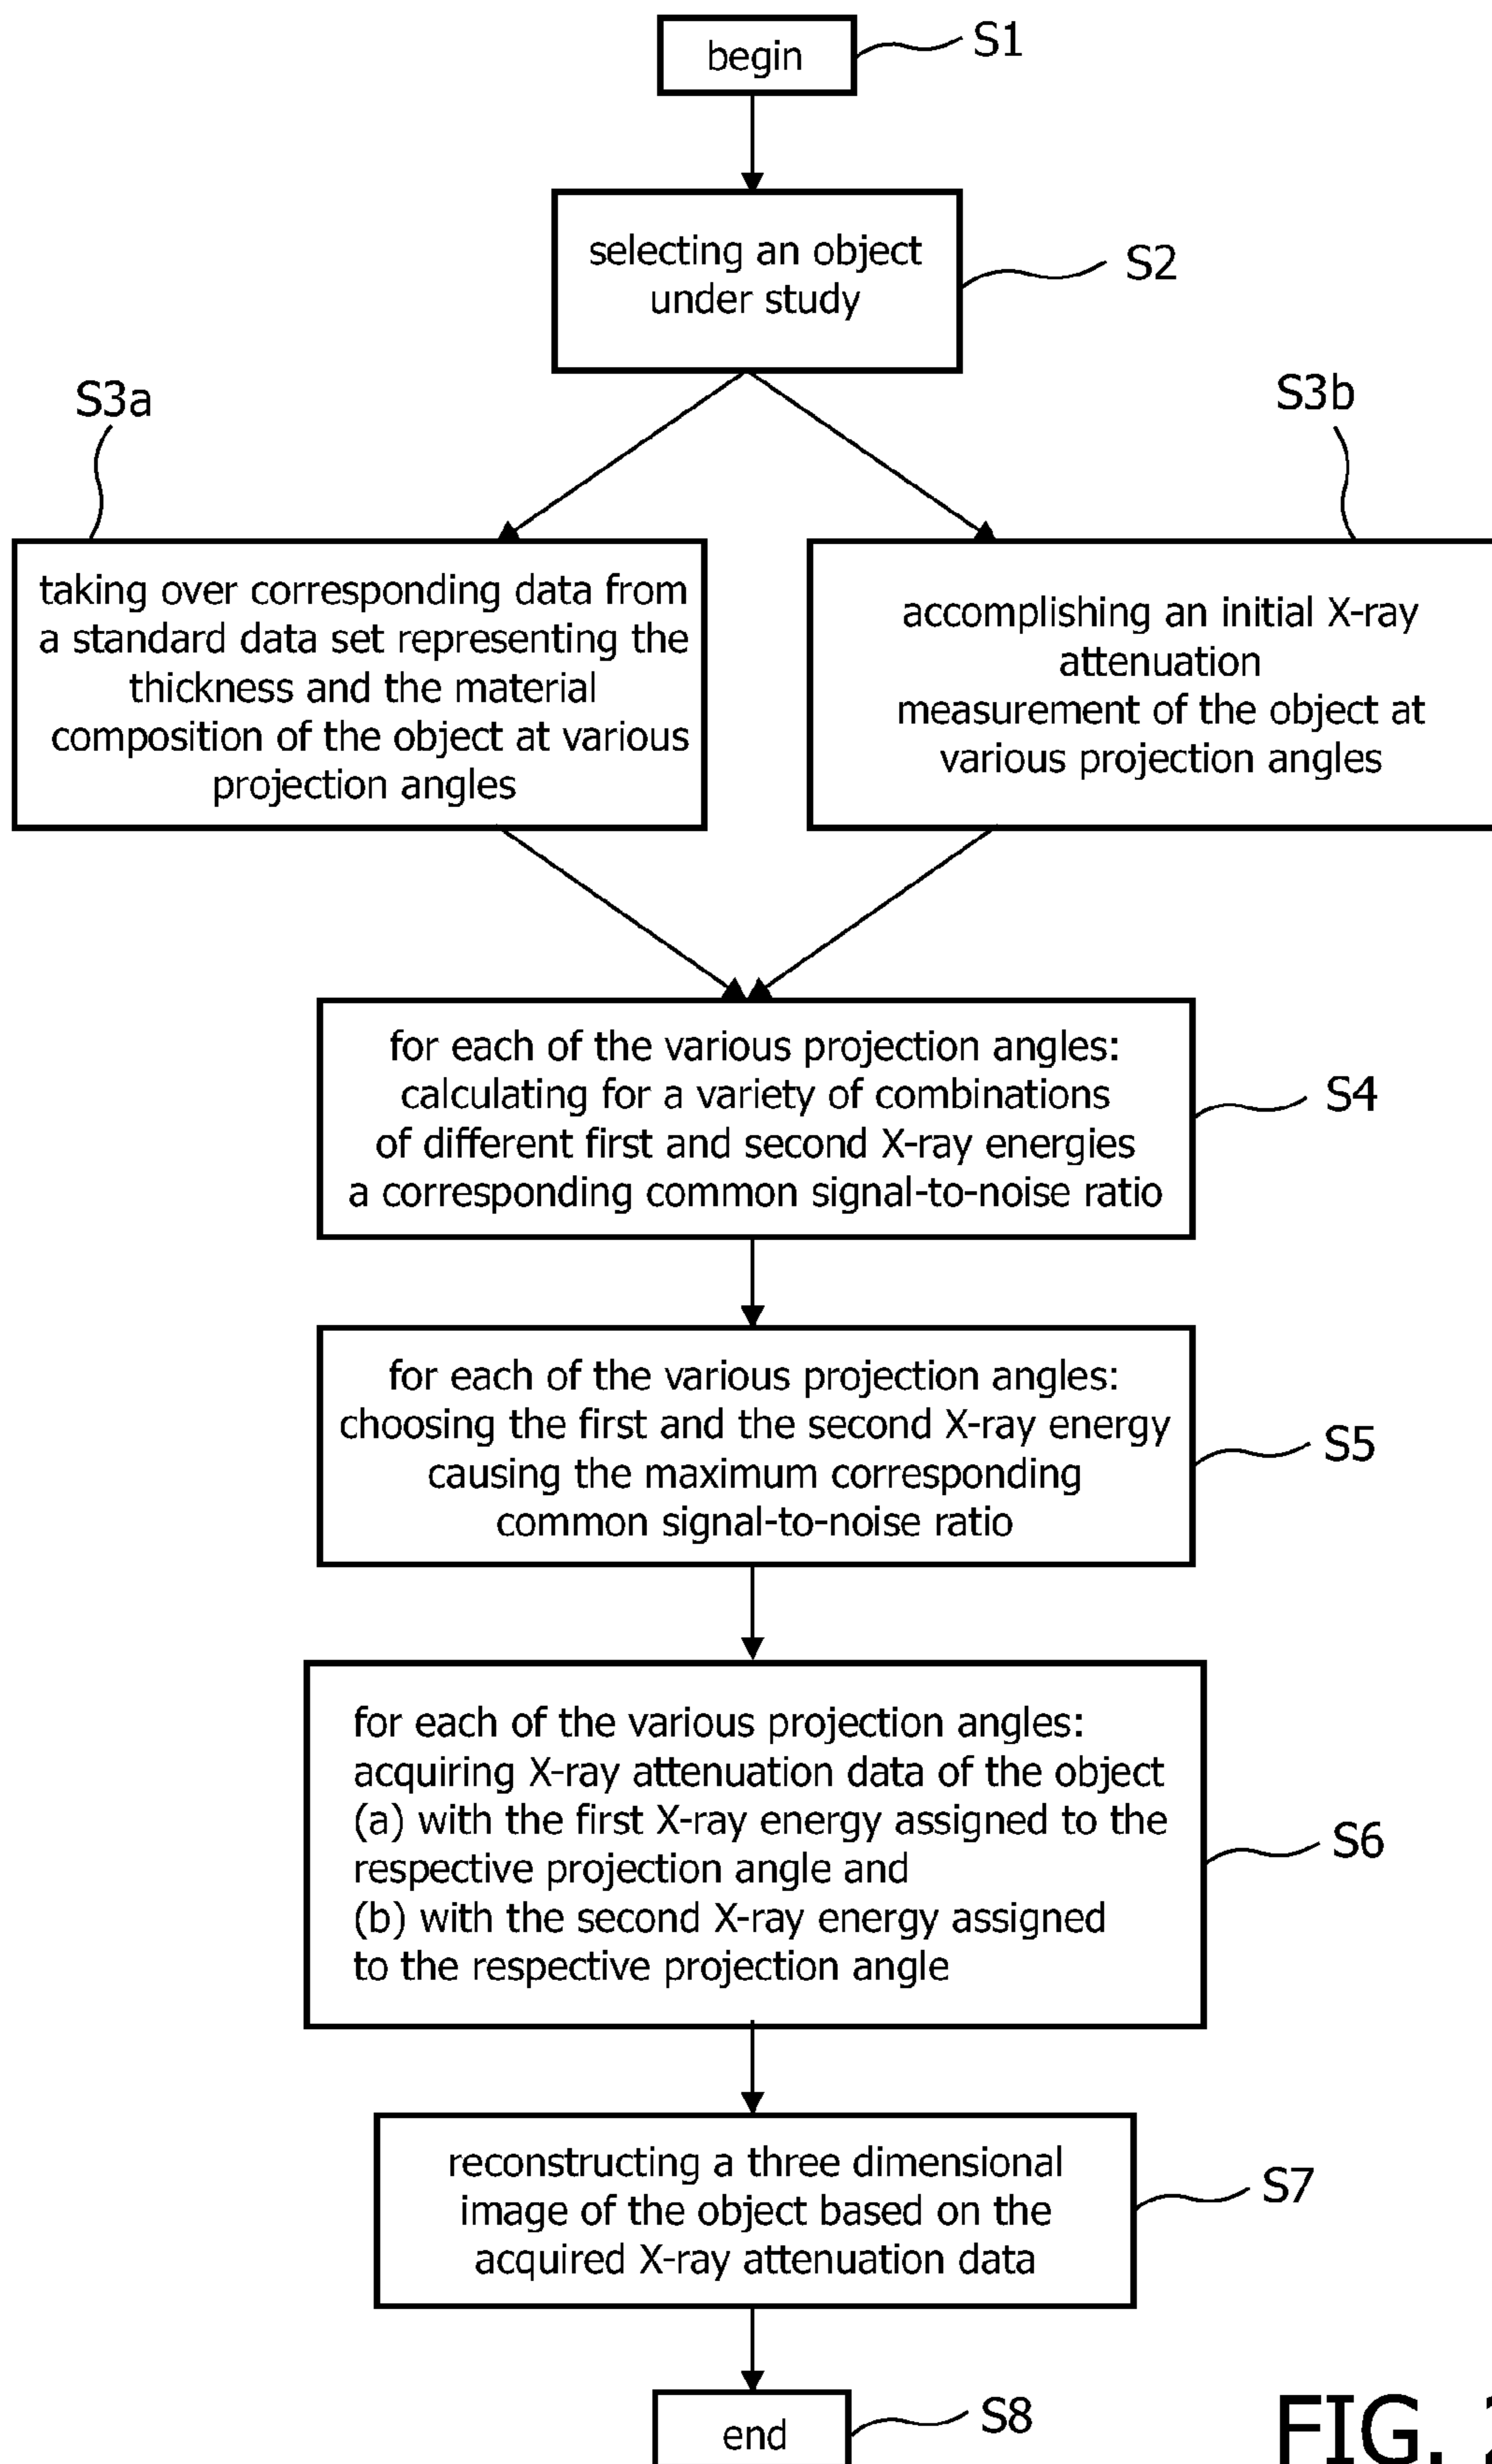 begin
S1
selecting an object
under study
S2
S3a
S3b
taking over corresponding data from
a standard data set representing the
thickness and the material
composition of the object at various
projection angles
accomplishing an initial X-ray
attenuation
measurement of the object at
various projection angles
for each of the various projection angles:
calculating for a variety of combinations
of different first and second X-ray energies
a corresponding common signal-to-noise ratio
S4
for each of the various projection angles:
choosing the first and the second X-ray energy
causing the maximum corresponding
common signal-to-noise ratio
S5
for each of the various projection angles:
acquiring X-ray attenuation data of the object
(a) with the first X-ray energy assigned to the
respective projection angle and
(b) with the second X-ray energy assigned
to the respective projection angle
S6
reconstructing a three dimensional
image of the object based on the
acquired X-ray attenuation data
S7
end
S8
FIG.